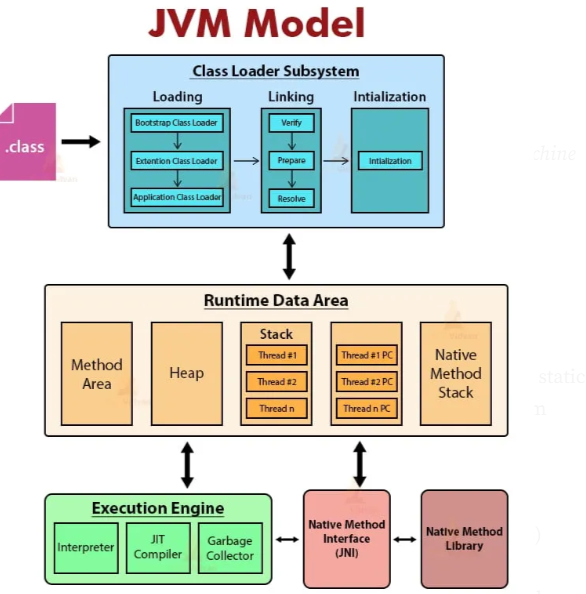 JVM Model
.class
Class Loader Subsystem
Loading
Linking
Intialization
Bootstrap Class Loader
Extention Class Loader
Application Class Loader
Verify
Prepare
Resolve
Intialization
chine
Runtime Data Area
Method
Area
Heap
Stack
Thread #1
Thread #2
Thread n
Thread #1 PC
Thread #2 PC
Thread n PC
Native
Method
Stack
static
n
)
Execution Engine
Interpreter
JIT
Compiler
Garbage
Collector
Native Method
Interface
(JNI)
Native Method
Library